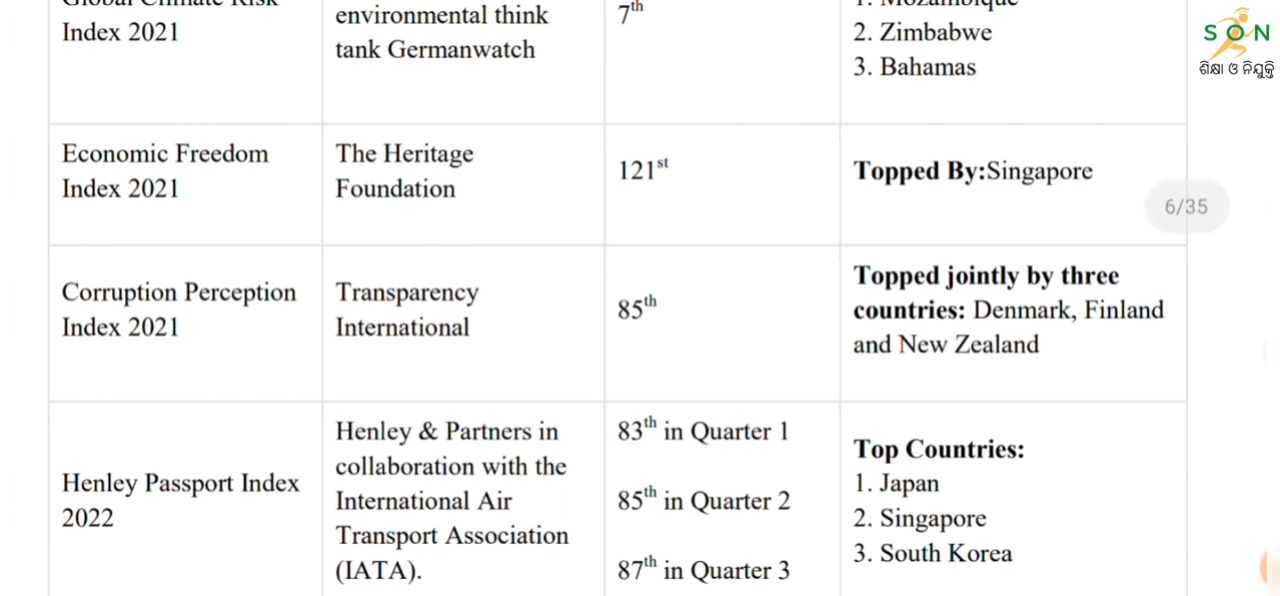 Index 2021
environmental think
tank Germanwatch
7th
2. Zimbabwe
3. Bahamas
SON
ଶିକ୍ଷା ଓ ନିଯୁକ୍ତି
Economic Freedom
Index 2021
The Heritage
Foundation
121st
Topped By:Singapore
6/35
Corruption Perception
Index 2021
Transparency
International
85th
Topped jointly by three
countries: Denmark, Finland
and New Zealand
Henley Passport Index
2022
Henley & Partners in
collaboration with the
International Air
Transport Association
(IATA).
83th in Quarter 1
85th in Quarter 2
87th in Quarter 3
Top Countries:
1. Japan
2. Singapore
3. South Korea